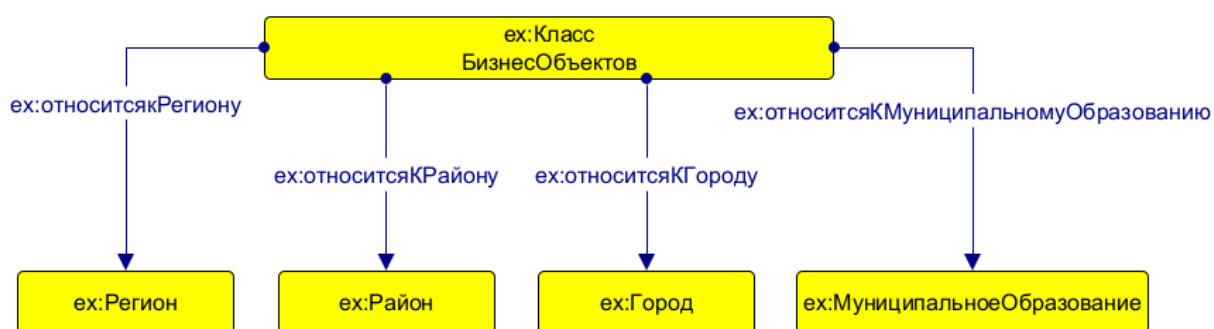 ex:Класс
БизнесОбъектов
ex:относитсякРегиону
ex:относитсяКМуниципальномуОбразованию
ex:относитсяКРайону
ex:относитсяКГороду
ex:Регион
ex:Район
ex:Город
ex:МуниципальноеОбразование